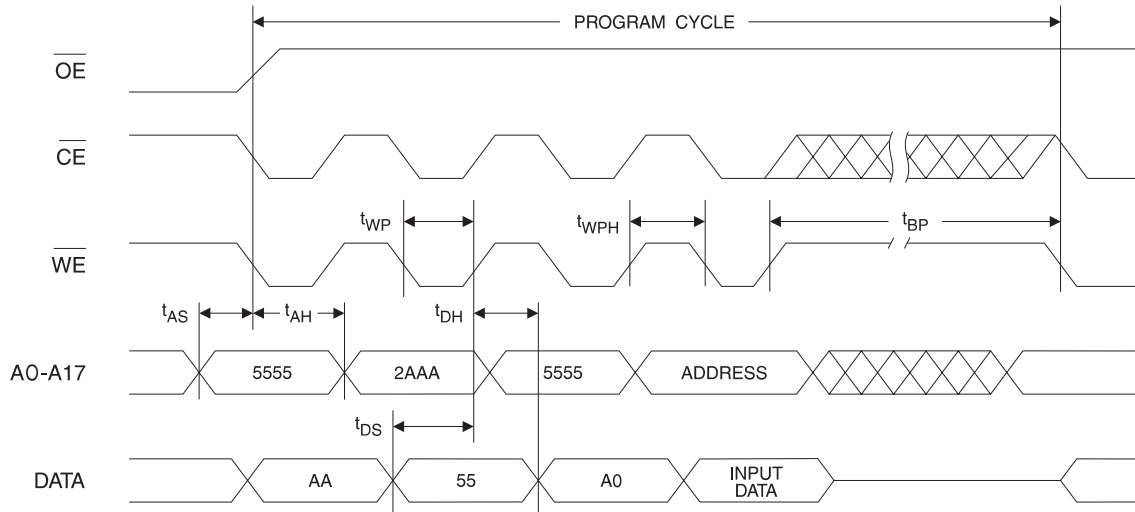 PROGRAM CYCLE
OE
CE
tWP
tWPH
tBP
WE
tAS
tAH
tDH
A0-A17
5555
2AAA
5555
ADDRESS
tDS
DATA
AA
55
A0
INPUT
DATA